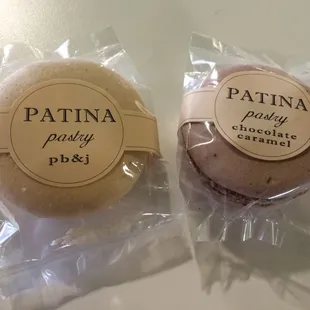 PATINA
pastry
pb&j
PATINA
pastry
chocolate
caramel